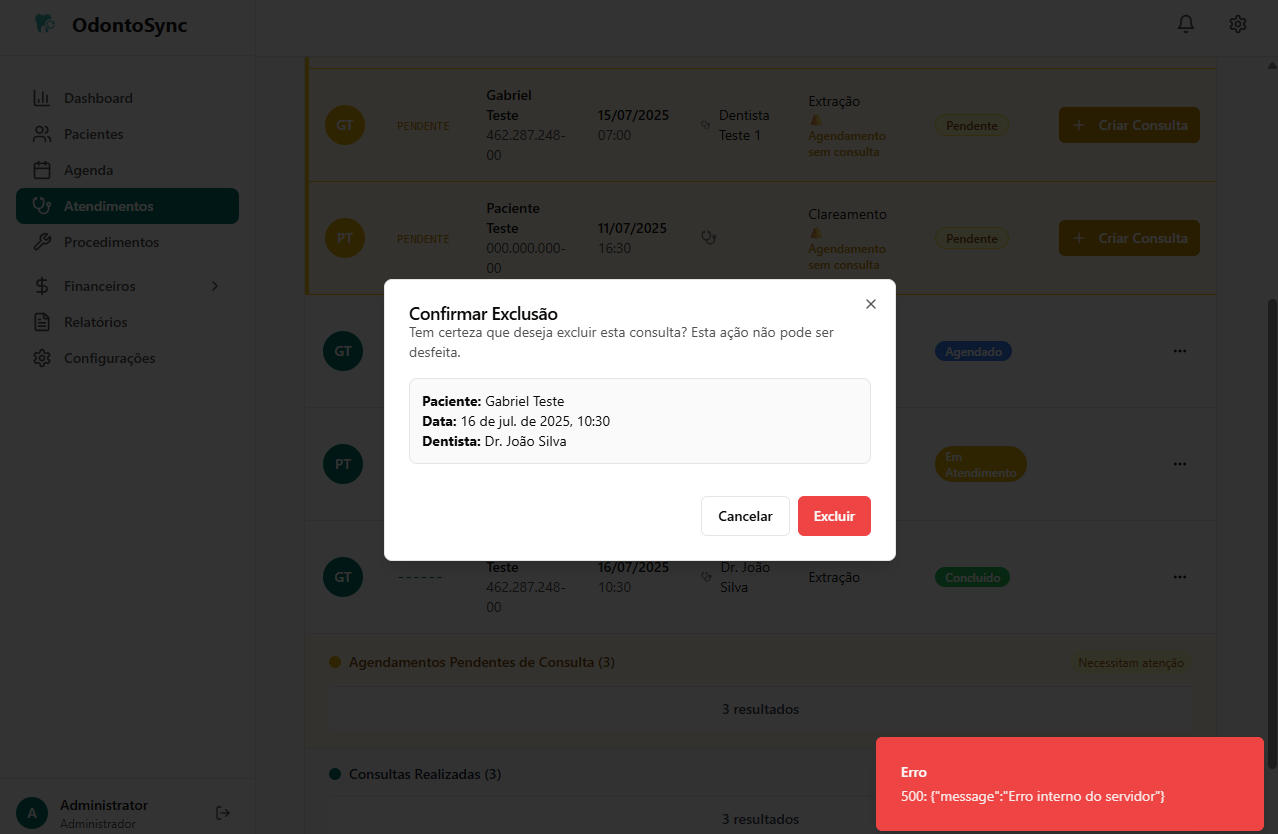 OdontoSync
Dashboard
Pacientes
Agenda
Atendimentos
Procedimentos
Financeiros
Relatórios
Configurações
A
Administrator
Administrador
GT
PENDENTE
Gabriel
Teste
462.287.248-
00
15/07/2025
07:00
Dentista
Teste 1
Extração
Agendamento
sem consulta
Pendente
+ Criar Consulta
PT
PENDENTE
Paciente
Teste
000.000.000-
00
11/07/2025
16:30
Clareamento
Agendamento
sem consulta
Pendente
+ Criar Consulta
GT
Agendado
...
PT
Em
Atendimento
...
Confirmar Exclusão
Tem certeza que deseja excluir esta consulta? Esta ação não pode ser
desfeita.
Paciente: Gabriel Teste
Data: 16 de jul. de 2025, 10:30
Dentista: Dr. João Silva
Cancelar
Excluir
GT
------
Teste
462.287.248-
00
16/07/2025
10:30
Dr. João
Silva
Extração
Concluído
...
Agendamentos Pendentes de Consulta (3)
Necessitam atenção
3 resultados
Consultas Realizadas (3)
3 resultados
Erro
500: {"message":"Erro interno do servidor"}